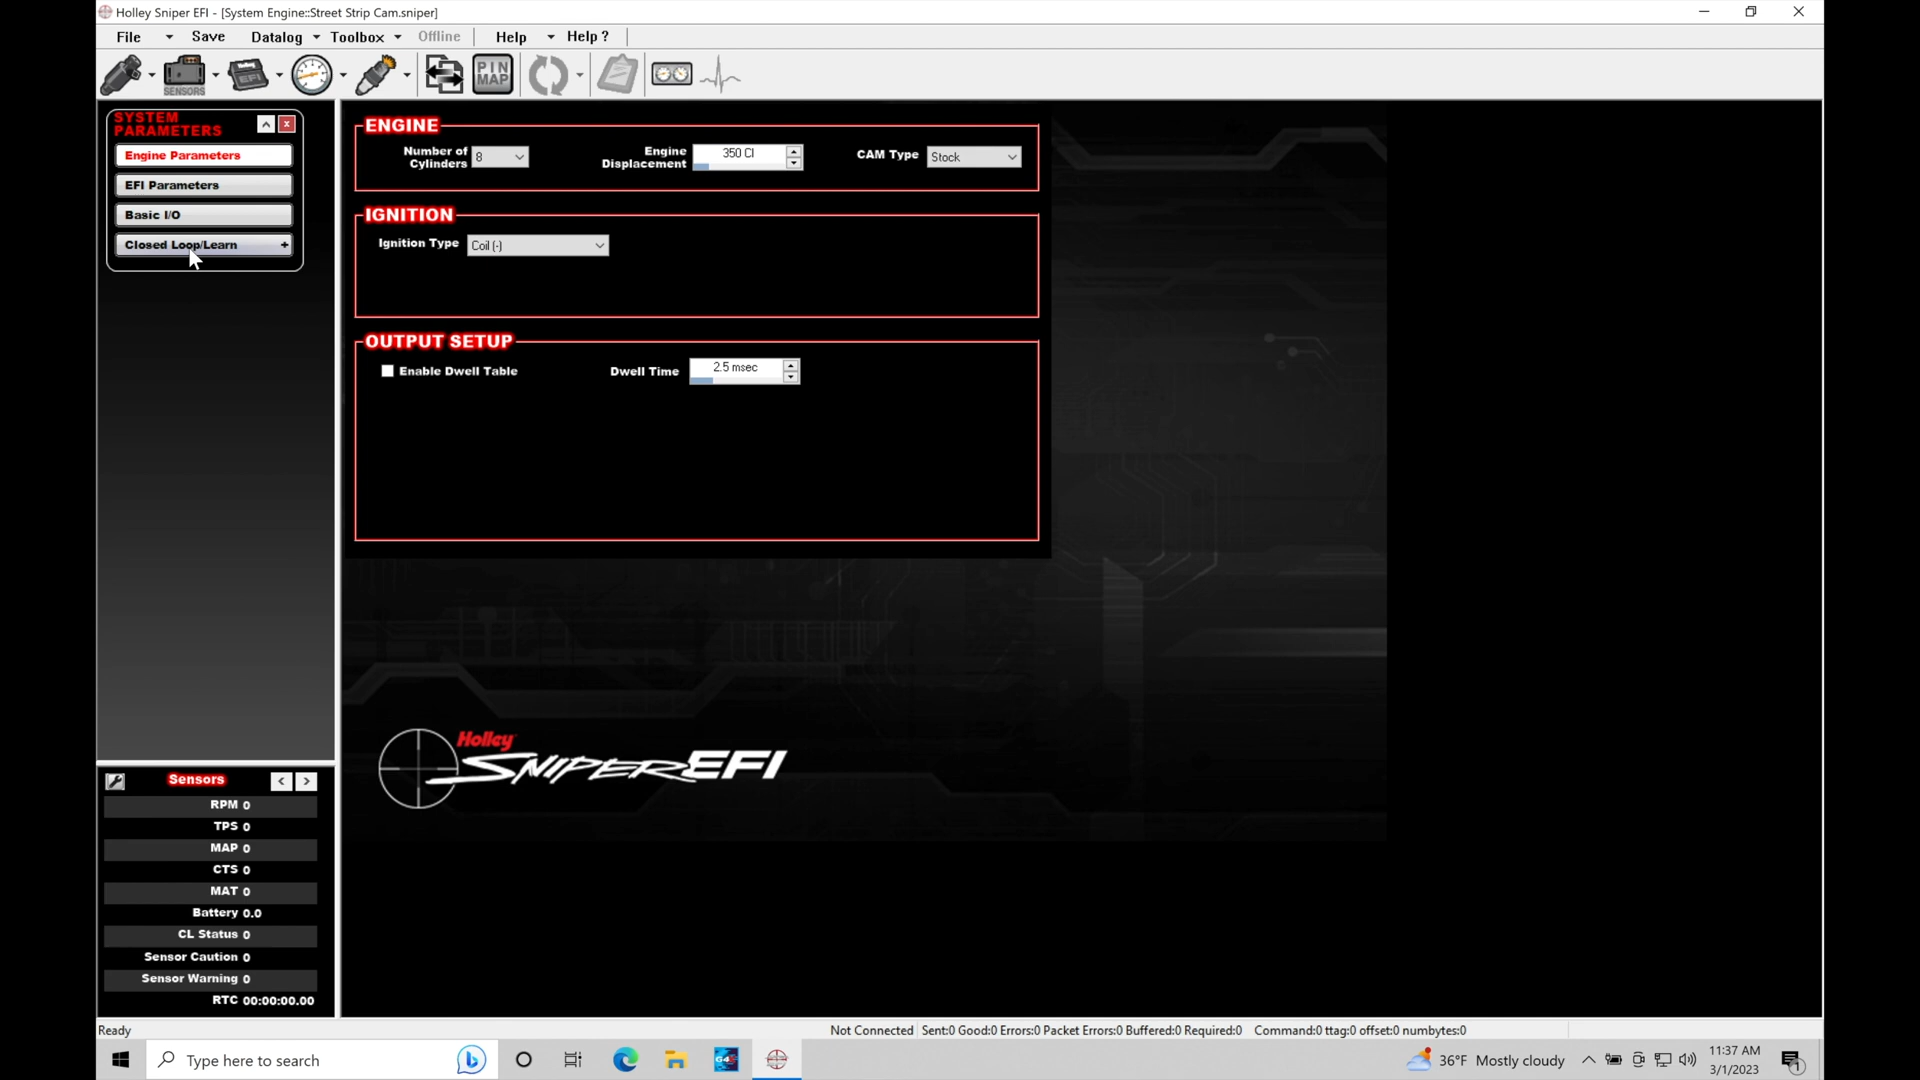 Holley Sniper EFI - [System Engine::Street Strip Cam.sniper]
File Save Datalog Toolbox Offline Help Help ?
SENSORS
EFI
PIN
MAP
SYSTEM
PARAMETERS
Engine Parameters
EFI Parameters
Basic I/O
Closed Loop/Learn +
ENGINE
Number of
Cylinders 8
Engine
Displacement 350 CI
CAM Type Stock
IGNITION
Ignition Type Coil (-)
OUTPUT SETUP
Enable Dwell Table Dwell Time 2.5 msec
Holley
SNIPER EFI
Sensors < >
RPM 0
TPS 0
MAP 0
CTS 0
MAT 0
Battery 0.0
CL Status 0
Sensor Caution 0
Sensor Warning 0
RTC 00:00:00.00
Ready Not Connected Sent:0 Good:0 Errors:0 Packet Errors:0 Buffered:0 Required:0 Command:0 ttag:0 offset:0 numbytes:0
Type here to search
G4S
36°F Mostly cloudy
11:37 AM
3/1/2023
1